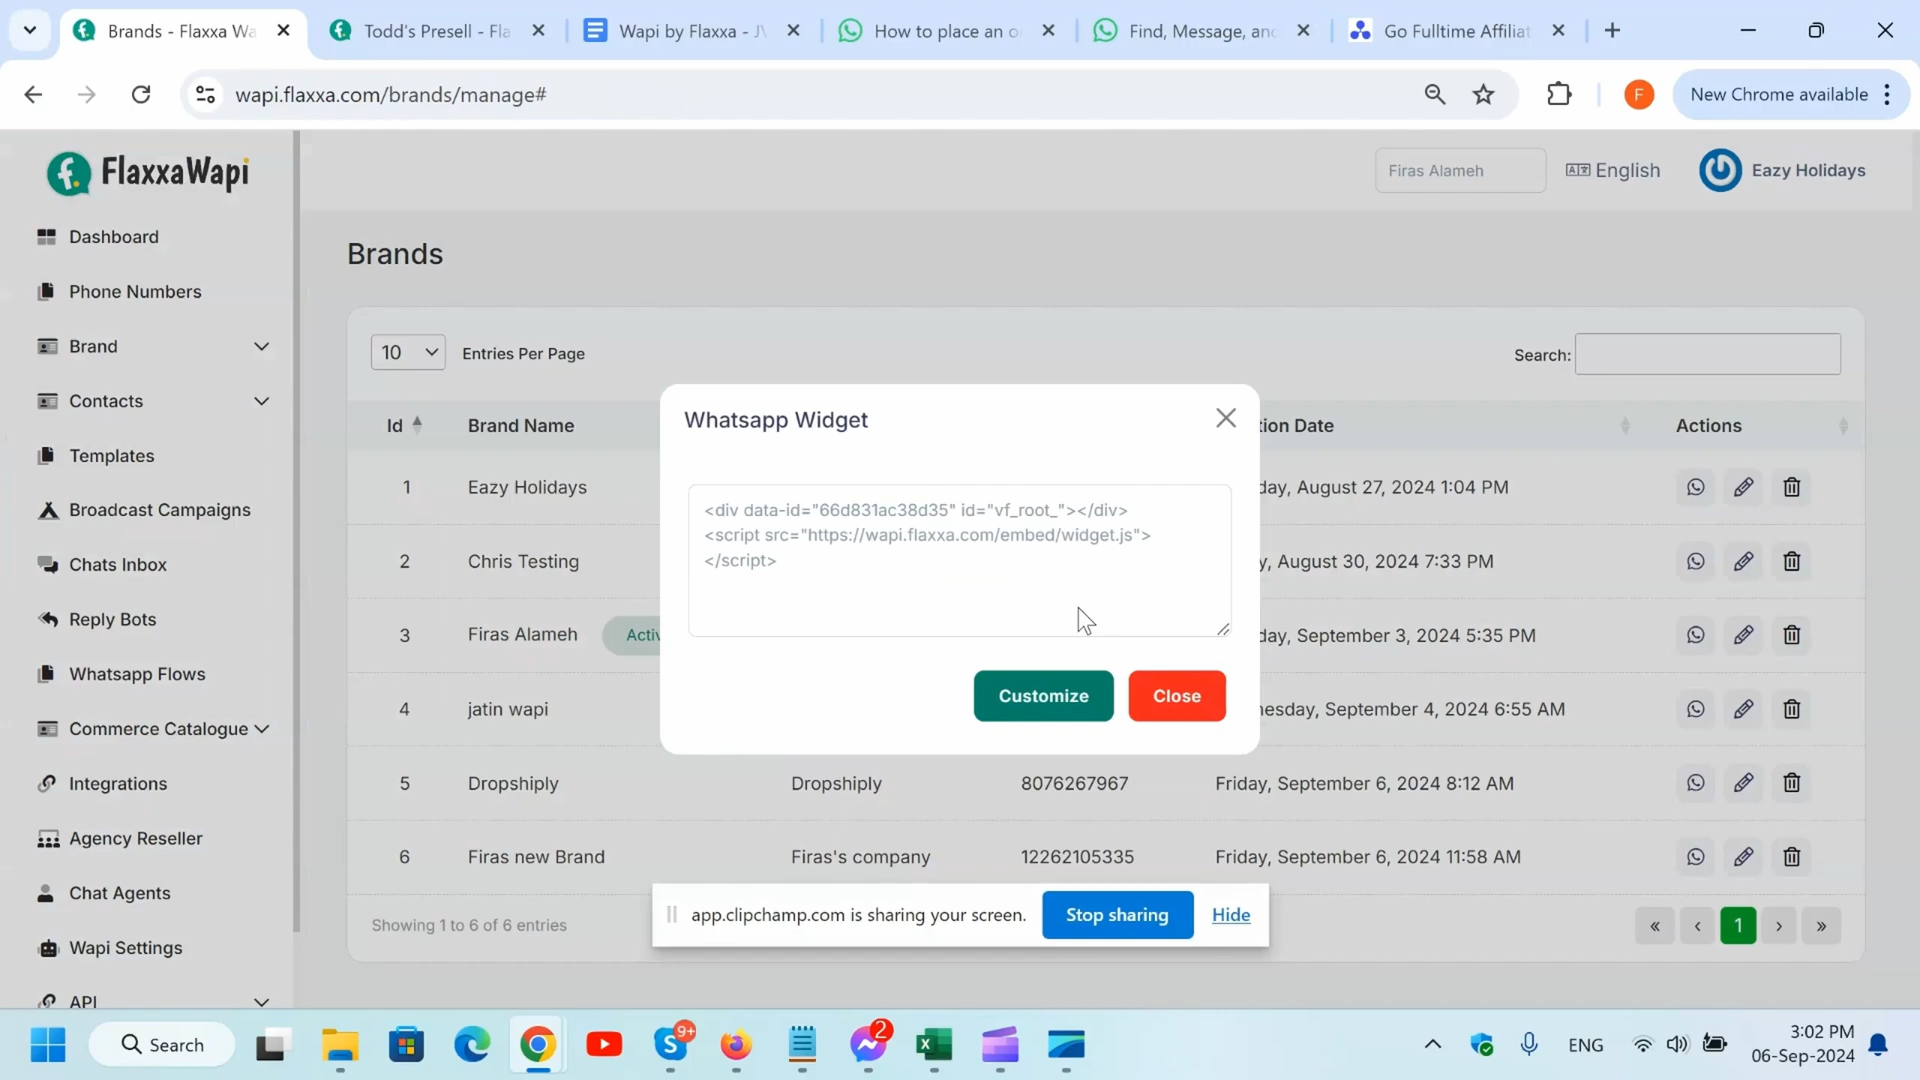 Brands - Flaxxa Wa
Todd's Presell - Fla
Wapi by Flaxxa - JV
How to place an o
Find, Message, and
Go Fulltime Affiliat
wapi.flaxxa.com/brands/manage#
F
New Chrome available
FlaxxaWapi
Firas Alameh
English
Eazy Holidays
Dashboard
Phone Numbers
Brand
Contacts
Templates
Broadcast Campaigns
Chats Inbox
Reply Bots
Whatsapp Flows
Commerce Catalogue
Integrations
Agency Reseller
Chat Agents
Wapi Settings
API
Brands
10 Entries Per Page
Search:
Id Brand Name tion Date Actions
1 Eazy Holidays day, August 27, 2024 1:04 PM
2 Chris Testing y, August 30, 2024 7:33 PM
3 Firas Alameh Activ day, September 3, 2024 5:35 PM
4 jatin wapi nesday, September 4, 2024 6:55 AM
5 Dropshiply Dropshiply 8076267967 Friday, September 6, 2024 8:12 AM
6 Firas new Brand Firas's company 12262105335 Friday, September 6, 2024 11:58 AM
Showing 1 to 6 of 6 entries
« ‹ 1 › »
Whatsapp Widget
<div data-id="66d831ac38d35" id="vf_root_"></div>
<script src="https://wapi.flaxxa.com/embed/widget.js">
</script>
Customize
Close
app.clipchamp.com is sharing your screen.
Stop sharing
Hide
Search
9+
2
ENG
3:02 PM
06-Sep-2024